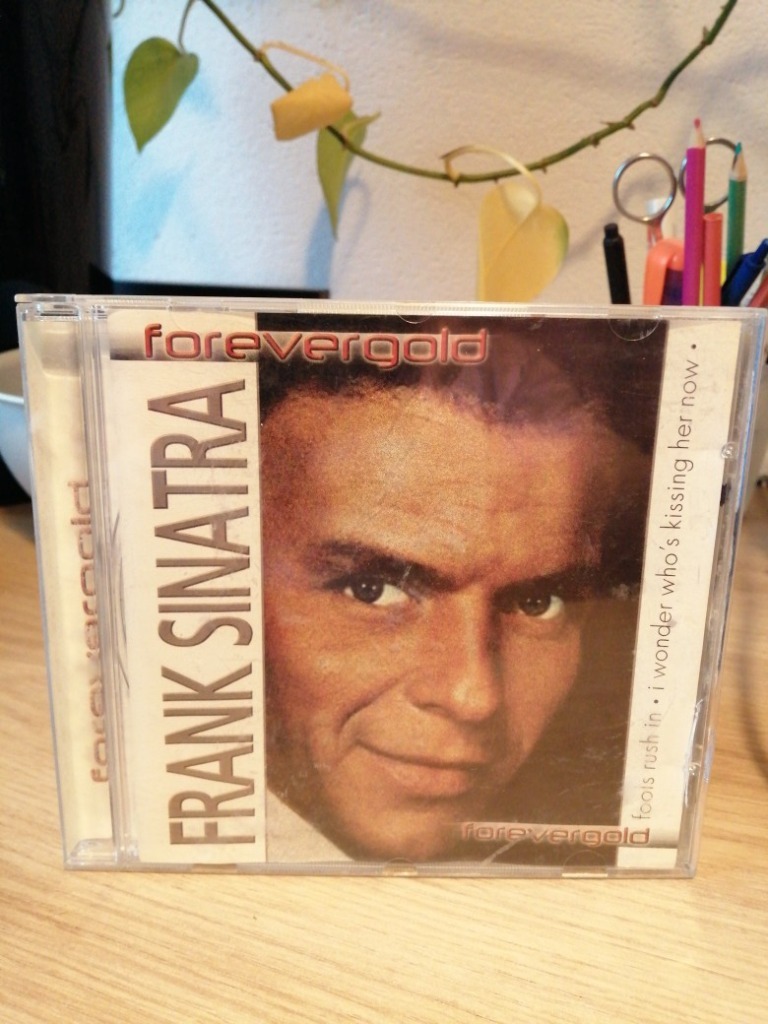 forevergold
forevergold
FRANK SINATRA
fools rush in • i wonder who's kissing her now •
forevergold